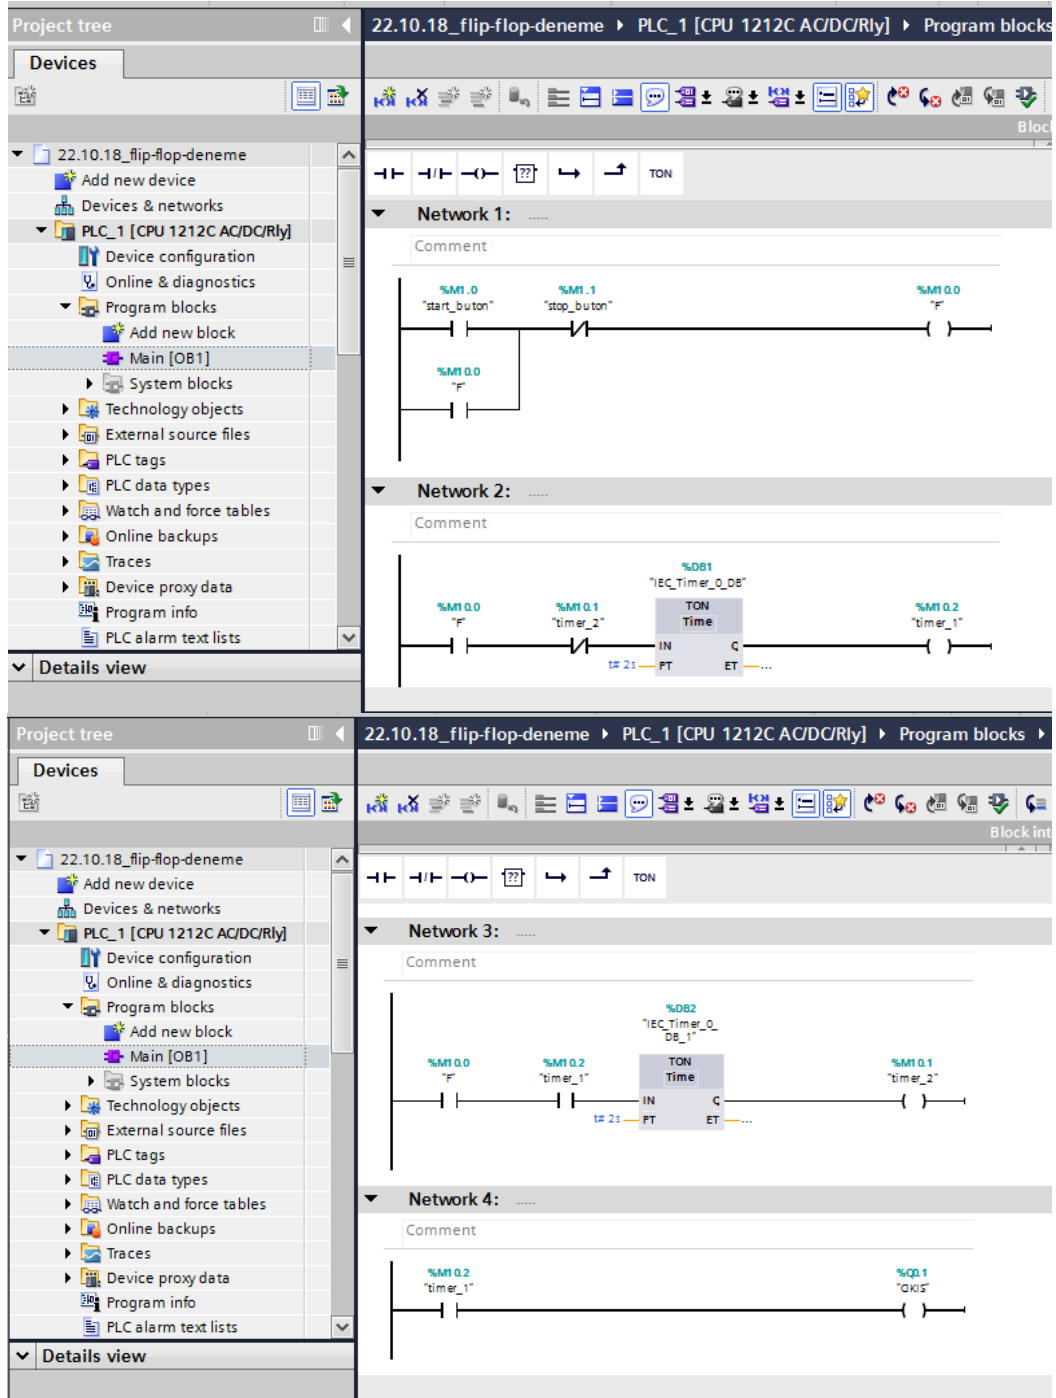 Project tree
22.10.18_flip-flop-deneme PLC_1 [CPU 1212C AC/DC/Rly] Program blocks
Devices
Block
22.10.18_flip-flop-deneme
Add new device
Devices & networks
PLC_1 [CPU 1212C AC/DC/Rly]
Device configuration
Online & diagnostics
Program blocks
Add new block
Main [OB1]
System blocks
Technology objects
External source files
PLC tags
PLC data types
Watch and force tables
Online backups
Traces
Device proxy data
Program info
PLC alarm text lists
Details view
?? TON
Network 1: .....
Comment
%M1.0 %M1.1 %M10.0
"start_buton" "stop_buton" "F"
%M10.0
"F"
Network 2: .....
Comment
%DB1
"IEC_Timer_0_DB"
%M10.0 %M10.1 TON %M10.2
"F" "timer_2" Time "timer_1"
IN Q
t# 2s PT ET ...
Project tree
22.10.18_flip-flop-deneme PLC_1 [CPU 1212C AC/DC/Rly] Program blocks
Devices
Block int
22.10.18_flip-flop-deneme
Add new device
Devices & networks
PLC_1 [CPU 1212C AC/DC/Rly]
Device configuration
Online & diagnostics
Program blocks
Add new block
Main [OB1]
System blocks
Technology objects
External source files
PLC tags
PLC data types
Watch and force tables
Online backups
Traces
Device proxy data
Program info
PLC alarm text lists
Details view
?? TON
Network 3: .....
Comment
%DB2
"IEC_Timer_0_
DB_1"
%M10.0 %M10.2 TON %M10.1
"F" "timer_1" Time "timer_2"
IN Q
t# 2s PT ET ...
Network 4: .....
Comment
%M10.2 %Q0.1
"timer_1"